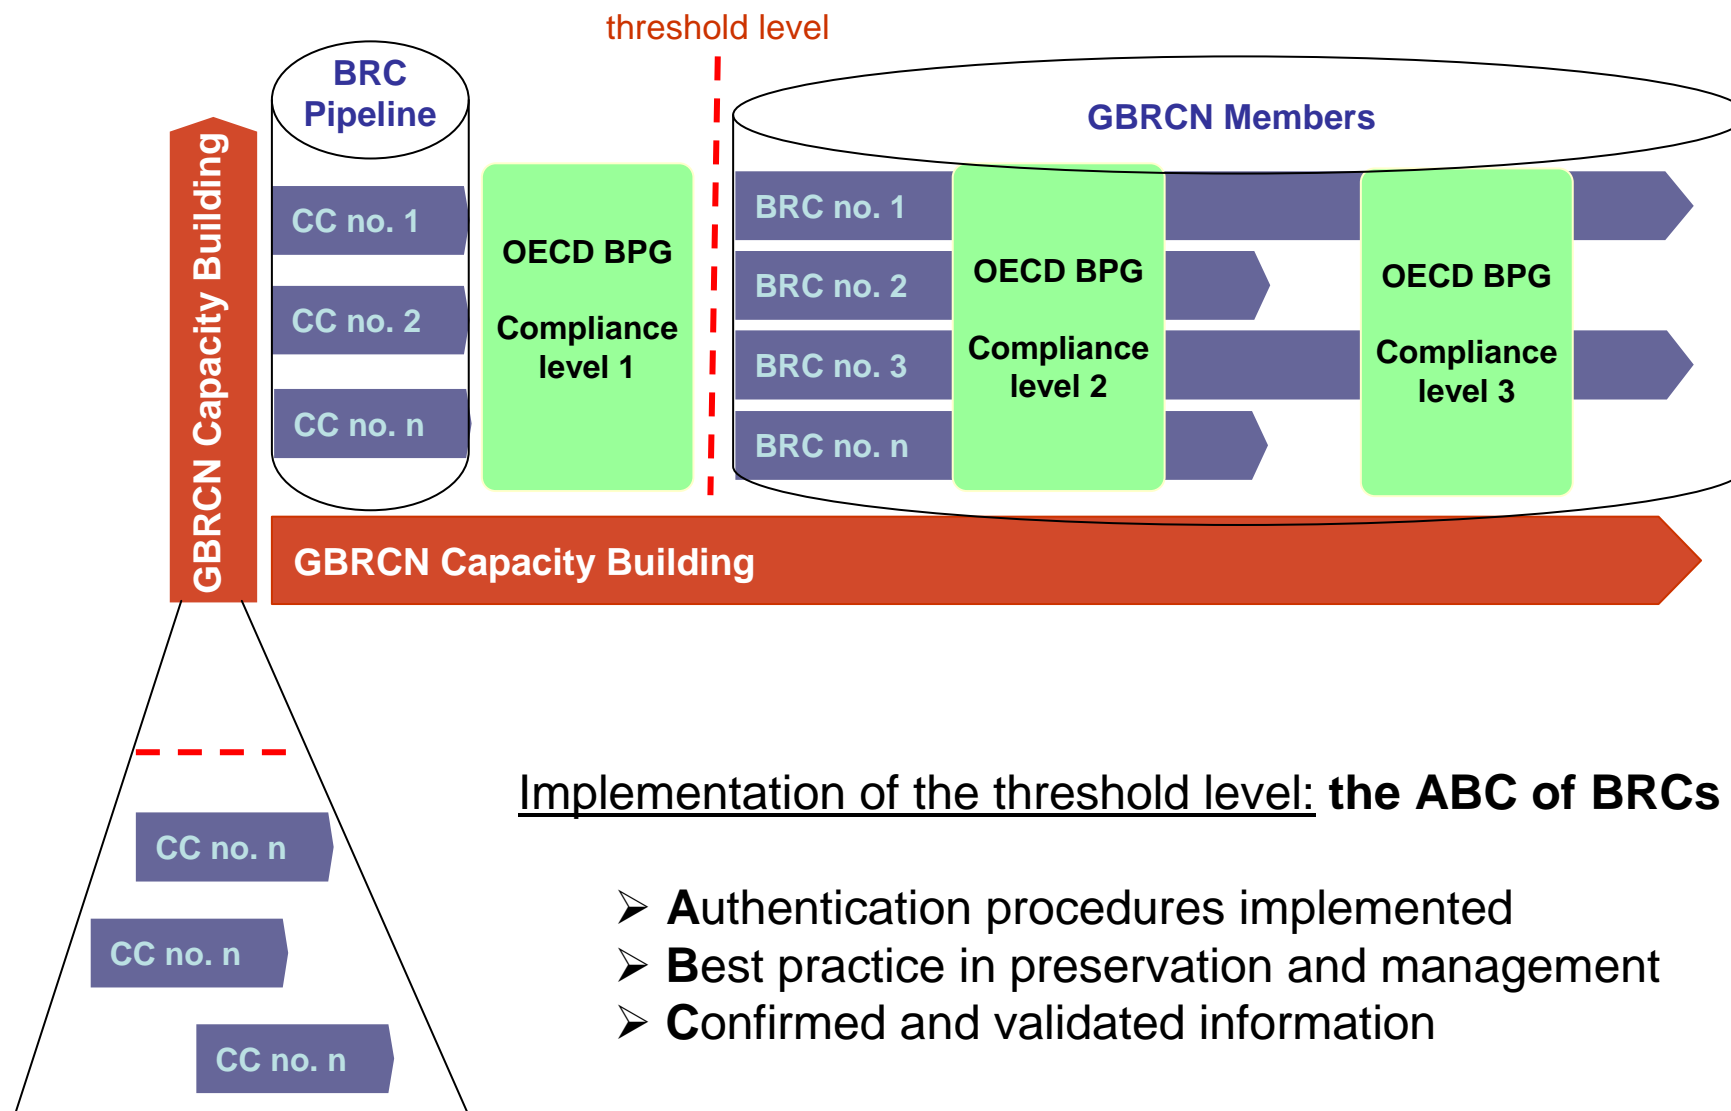 threshold level
BRC
Pipeline
GBRCN Members
GBRCN Capacity Building
CC no. 1
CC no. 2
CC no. n
OECD BPG
Compliance
level 1
BRC no. 1
BRC no. 2
BRC no. 3
BRC no. n
OECD BPG
Compliance
level 2
OECD BPG
Compliance
level 3
GBRCN Capacity Building
Implementation of the threshold level: the ABC of BRCs
CC no. n
CC no. n
CC no. n
➢ Authentication procedures implemented
➢ Best practice in preservation and management
➢ Confirmed and validated information